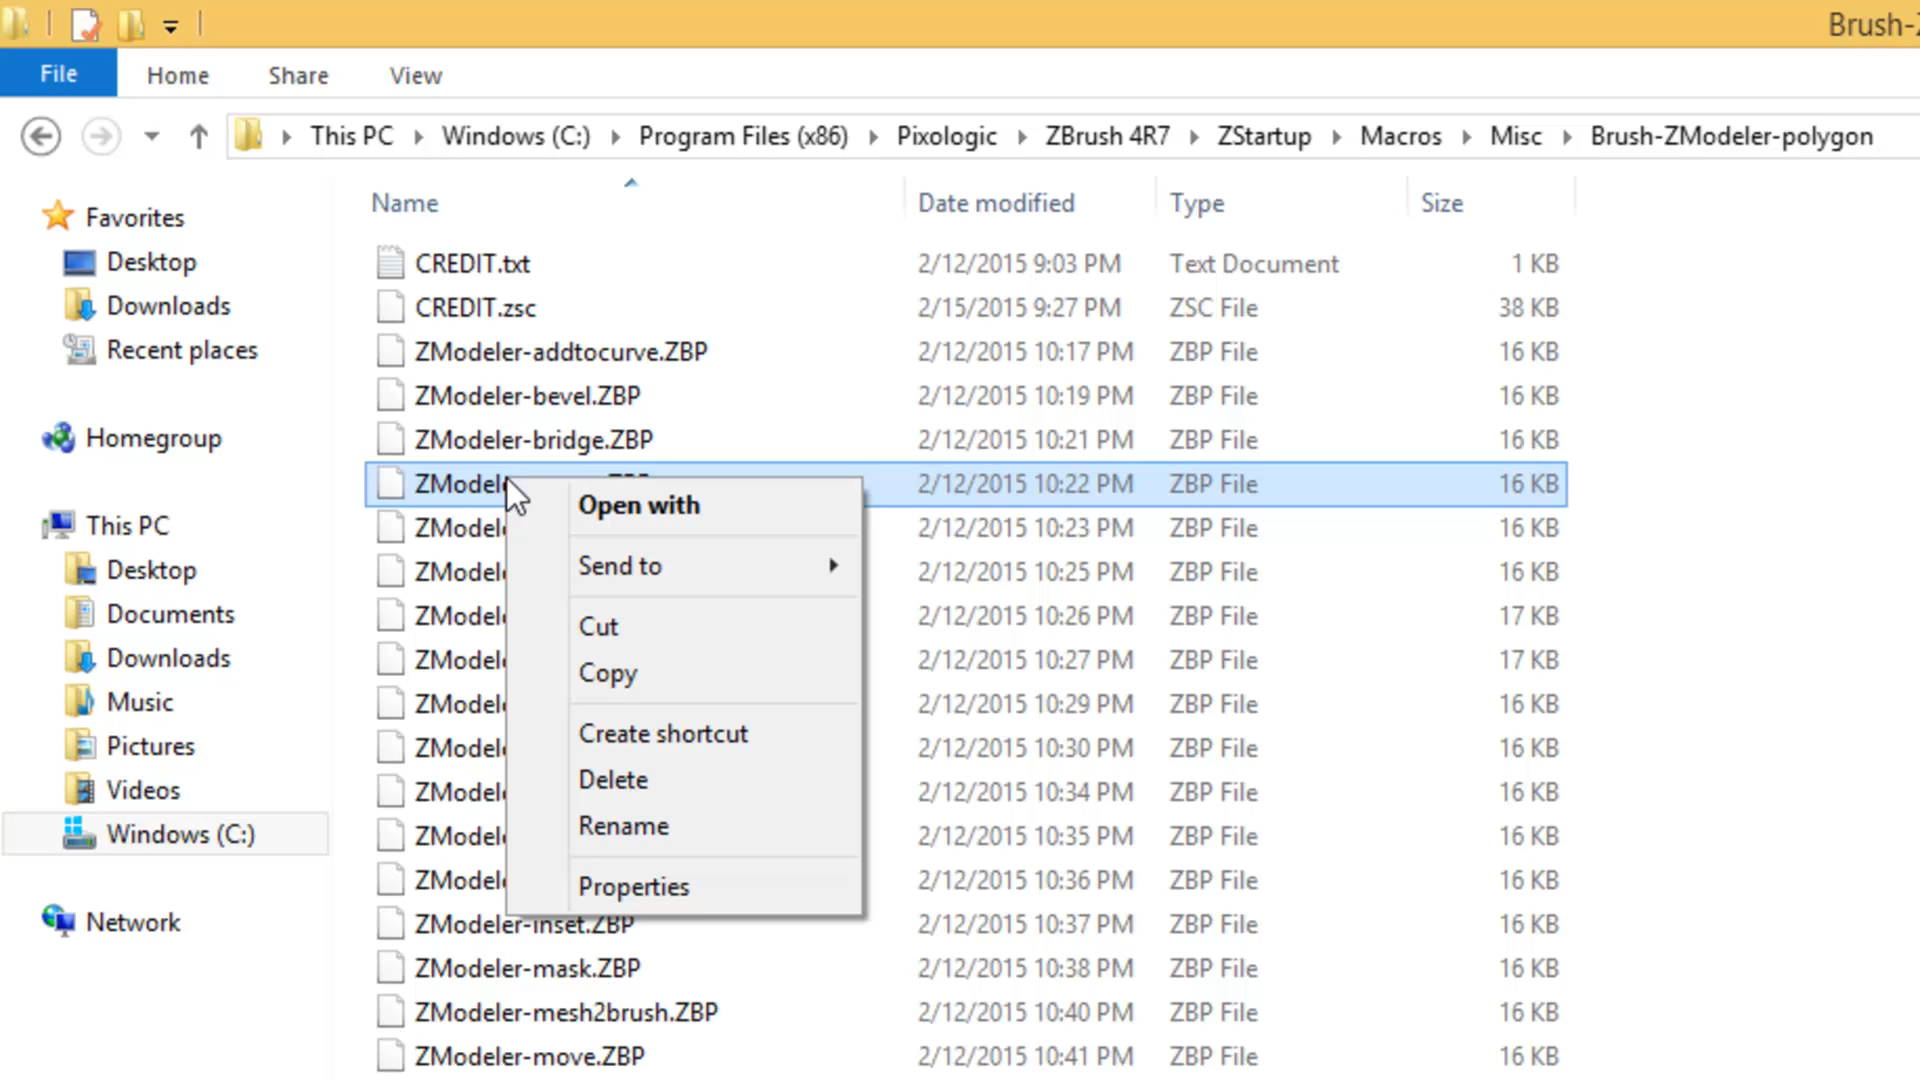 Brush-Z
File Home Share View
This PC Windows (C:) Program Files (x86) Pixologic ZBrush 4R7 ZStartup Macros Misc Brush-ZModeler-polygon
Name Date modified Type Size
Favorites
Desktop
Downloads
Recent places
Homegroup
This PC
Desktop
Documents
Downloads
Music
Pictures
Videos
Windows (C:)
Network
CREDIT.txt 2/12/2015 9:03 PM Text Document 1 KB
CREDIT.zsc 2/15/2015 9:27 PM ZSC File 38 KB
ZModeler-addtocurve.ZBP 2/12/2015 10:17 PM ZBP File 16 KB
ZModeler-bevel.ZBP 2/12/2015 10:19 PM ZBP File 16 KB
ZModeler-bridge.ZBP 2/12/2015 10:21 PM ZBP File 16 KB
ZModele 2/12/2015 10:22 PM ZBP File 16 KB
ZModele 2/12/2015 10:23 PM ZBP File 16 KB
ZModele 2/12/2015 10:25 PM ZBP File 16 KB
ZModele 2/12/2015 10:26 PM ZBP File 17 KB
ZModele 2/12/2015 10:27 PM ZBP File 17 KB
ZModele 2/12/2015 10:29 PM ZBP File 16 KB
ZModele 2/12/2015 10:30 PM ZBP File 16 KB
ZModele 2/12/2015 10:34 PM ZBP File 16 KB
ZModele 2/12/2015 10:35 PM ZBP File 16 KB
ZModele 2/12/2015 10:36 PM ZBP File 16 KB
ZModeler-inset.ZBP 2/12/2015 10:37 PM ZBP File 16 KB
ZModeler-mask.ZBP 2/12/2015 10:38 PM ZBP File 16 KB
ZModeler-mesh2brush.ZBP 2/12/2015 10:40 PM ZBP File 16 KB
ZModeler-move.ZBP 2/12/2015 10:41 PM ZBP File 16 KB
Open with
Send to
Cut
Copy
Create shortcut
Delete
Rename
Properties